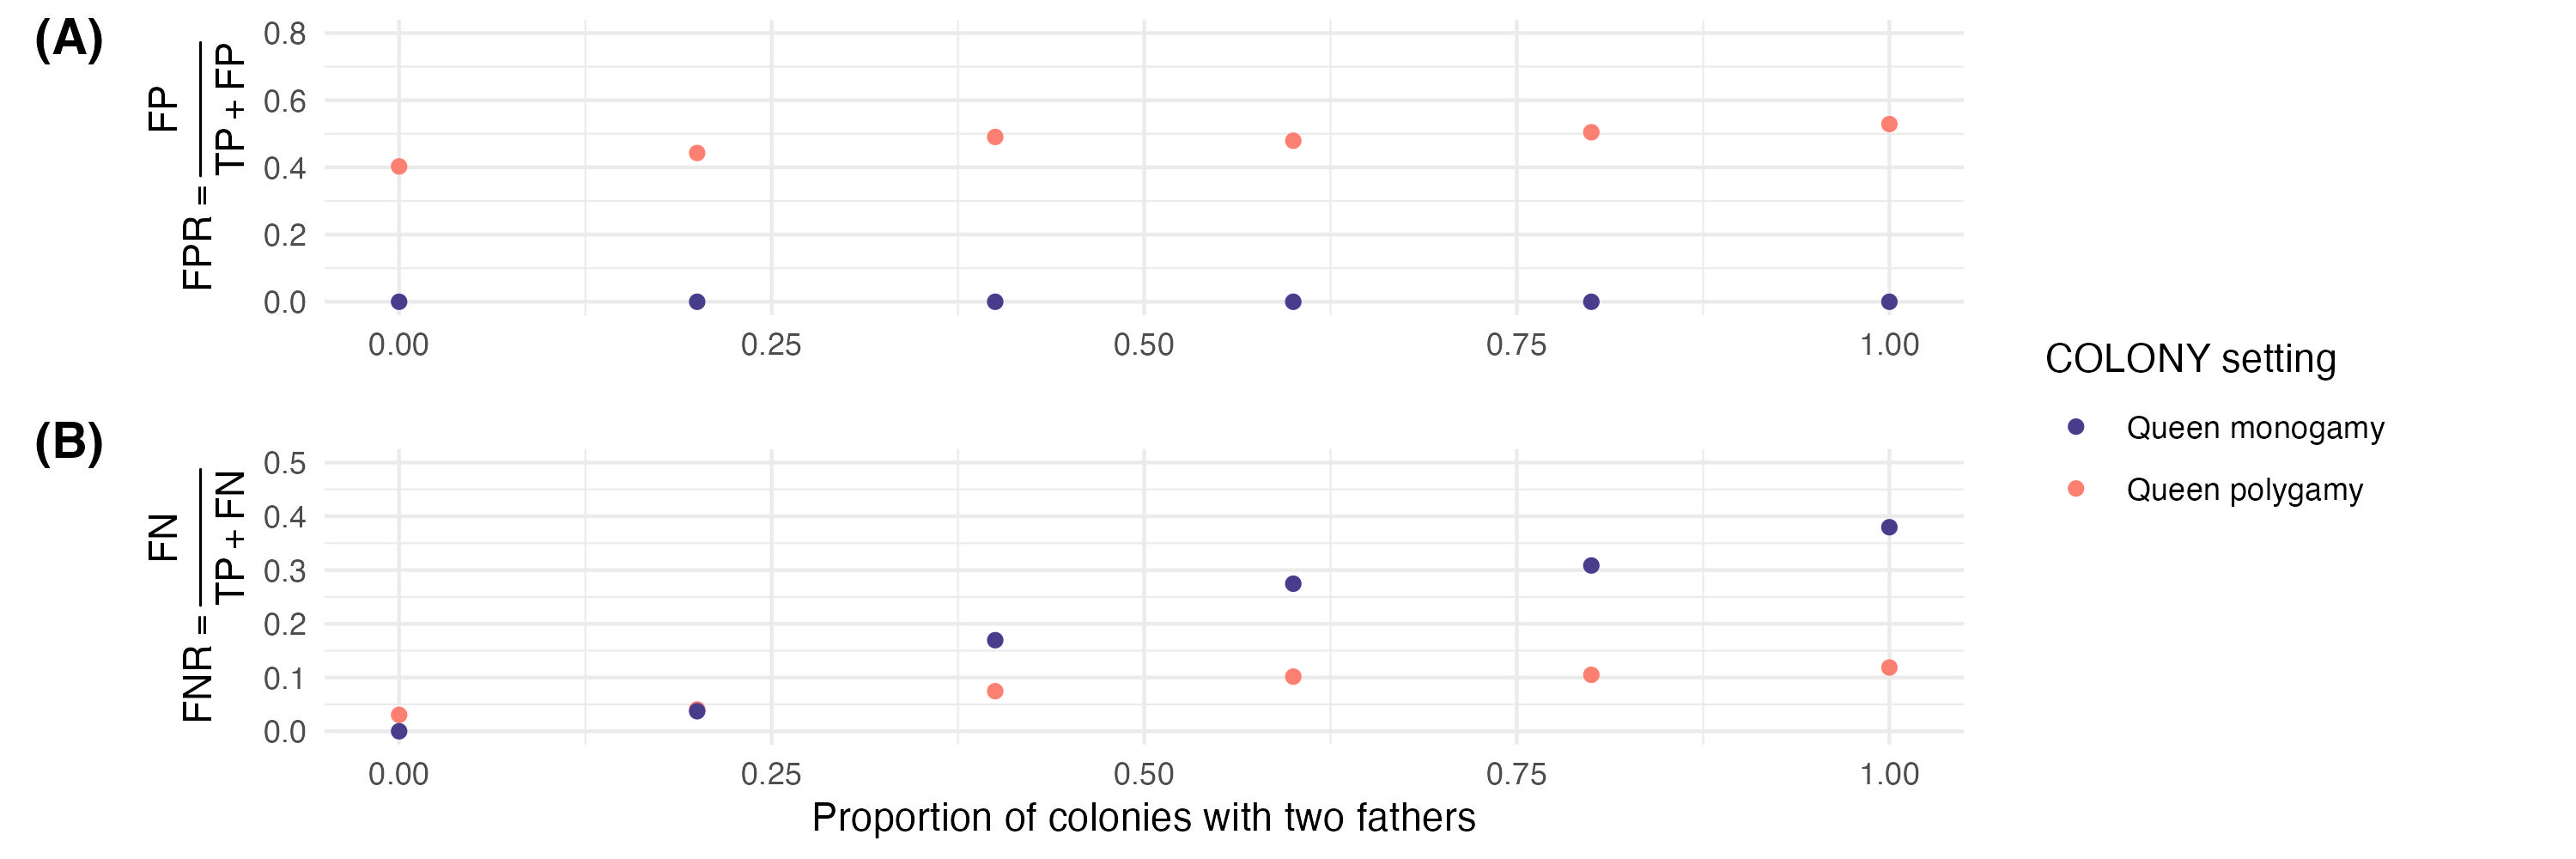 (A)
FPR = FP / TP + FP
0.8
0.6
0.4
0.2
0.0
0.00 0.25 0.50 0.75 1.00
(B)
FNR = FN / TP + FN
0.5
0.4
0.3
0.2
0.1
0.0
0.00 0.25 0.50 0.75 1.00
Proportion of colonies with two fathers
COLONY setting
Queen monogamy
Queen polygamy